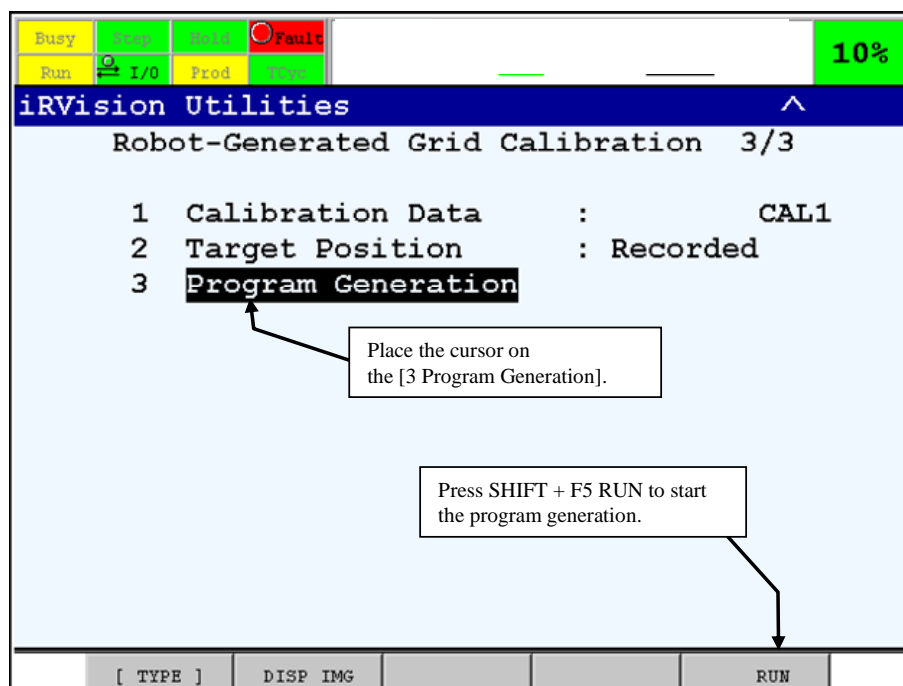 Busy Step Hold Fault
Run I/O Prod TCyc
10%
iRVision Utilities
Robot-Generated Grid Calibration 3/3
1 Calibration Data : CAL1
2 Target Position : Recorded
3 Program Generation
Place the cursor on
the [3 Program Generation].
Press SHIFT + F5 RUN to start
the program generation.
[ TYPE ] DISP IMG RUN